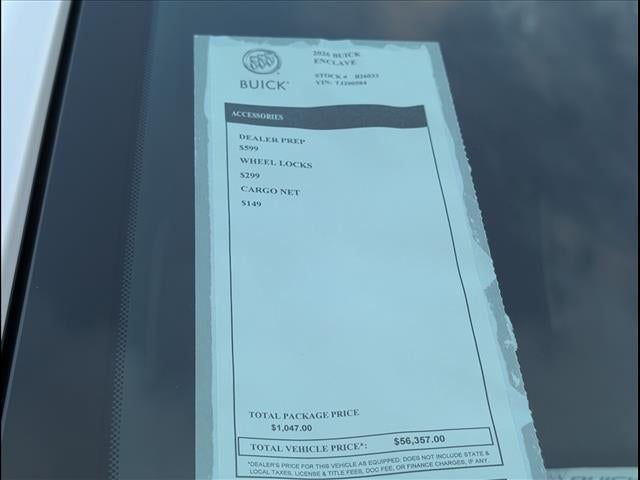 2026 BUICK
ENCLAVE
STOCK # B26033
VIN: TJ200584
BUICK
ACCESSORIES
DEALER PREP
$599
WHEEL LOCKS
$299
CARGO NET
$149
TOTAL PACKAGE PRICE
$1,047.00
TOTAL VEHICLE PRICE*: $56,357.00
*DEALER'S PRICE FOR THIS VEHICLE AS EQUIPPED. DOES NOT INCLUDE STATE &
LOCAL TAXES, LICENSE & TITLE FEES, DOC FEE, OR FINANCE CHARGES, IF ANY.